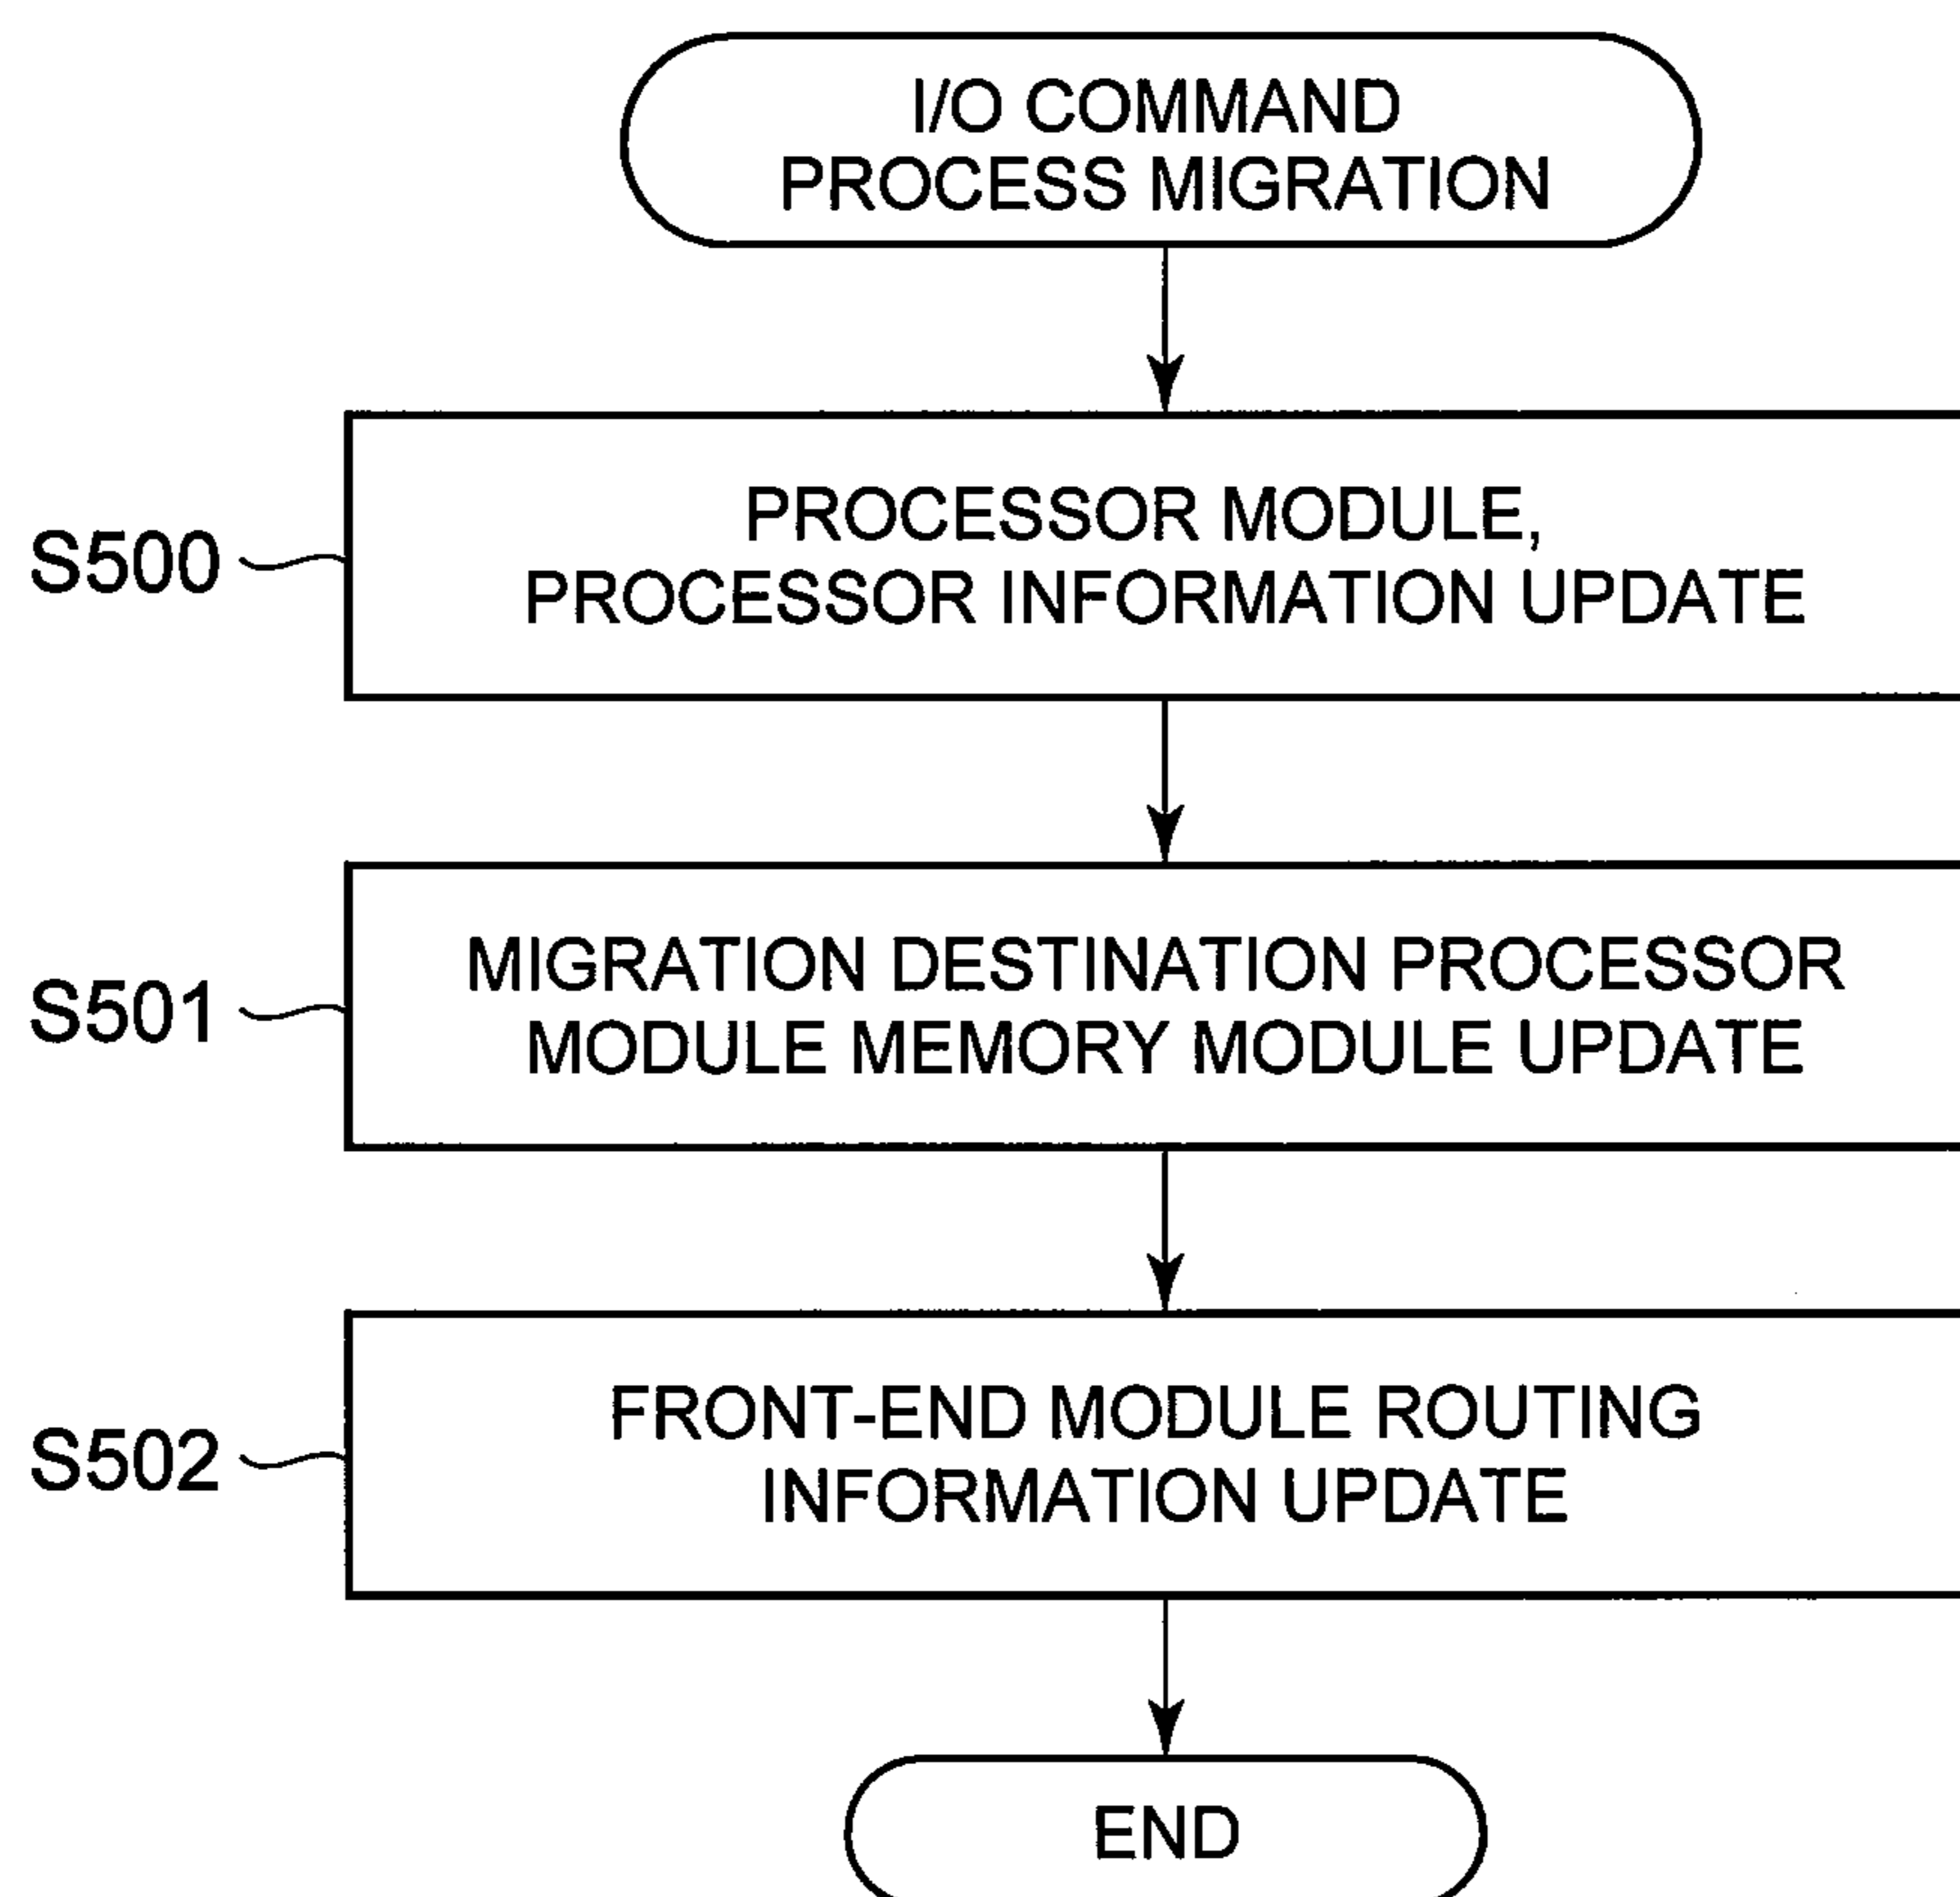 I/O COMMAND
PROCESS MIGRATION
S500
PROCESSOR MODULE,
PROCESSOR INFORMATION UPDATE
S501
MIGRATION DESTINATION PROCESSOR
MODULE MEMORY MODULE UPDATE
S502
FRONT-END MODULE ROUTING
INFORMATION UPDATE
END